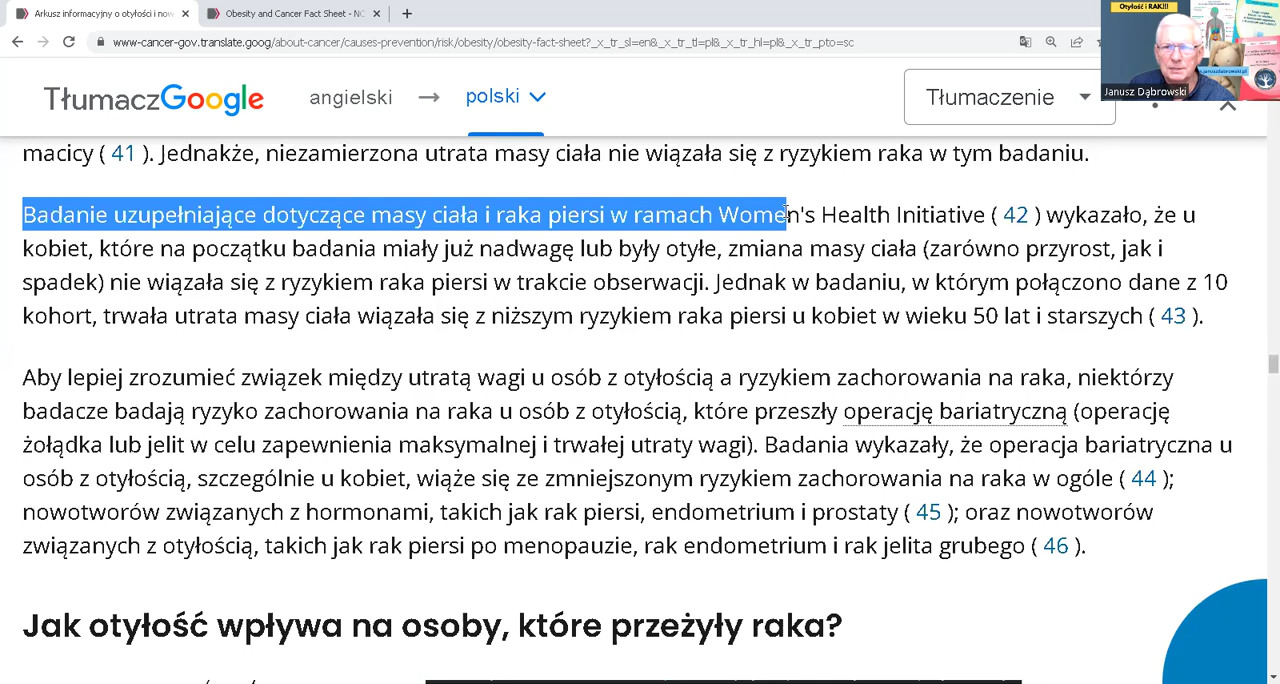 Arkusz informacyjny o otyłości i now
Obesity and Cancer Fact Sheet - NC
www-cancer-gov.translate.goog/about-cancer/causes-prevention/risk/obesity/obesity-fact-sheet?_x_tr_sl=en&_x_tr_tl=pl&_x_tr_hl=pl&_x_tr_pto=sc
Otyłość i RAK!!!
januszdabrowski.pl
Janusz Dąbrowski
TłumaczGoogle angielski → polski Tłumaczenie
macicy ( 41 ). Jednakże, niezamierzona utrata masy ciała nie wiązała się z ryzykiem raka w tym badaniu.
Badanie uzupełniające dotyczące masy ciała i raka piersi w ramach Women's Health Initiative ( 42 ) wykazało, że u
kobiet, które na początku badania miały już nadwagę lub były otyłe, zmiana masy ciała (zarówno przyrost, jak i
spadek) nie wiązała się z ryzykiem raka piersi w trakcie obserwacji. Jednak w badaniu, w którym połączono dane z 10
kohort, trwała utrata masy ciała wiązała się z niższym ryzykiem raka piersi u kobiet w wieku 50 lat i starszych ( 43 ).
Aby lepiej zrozumieć związek między utratą wagi u osób z otyłością a ryzykiem zachorowania na raka, niektórzy
badacze badają ryzyko zachorowania na raka u osób z otyłością, które przeszły operację bariatryczną (operację
żołądka lub jelit w celu zapewnienia maksymalnej i trwałej utraty wagi). Badania wykazały, że operacja bariatryczna u
osób z otyłością, szczególnie u kobiet, wiąże się ze zmniejszonym ryzykiem zachorowania na raka w ogóle ( 44 );
nowotworów związanych z hormonami, takich jak rak piersi, endometrium i prostaty ( 45 ); oraz nowotworów
związanych z otyłością, takich jak rak piersi po menopauzie, rak endometrium i rak jelita grubego ( 46 ).
Jak otyłość wpływa na osoby, które przeżyły raka?